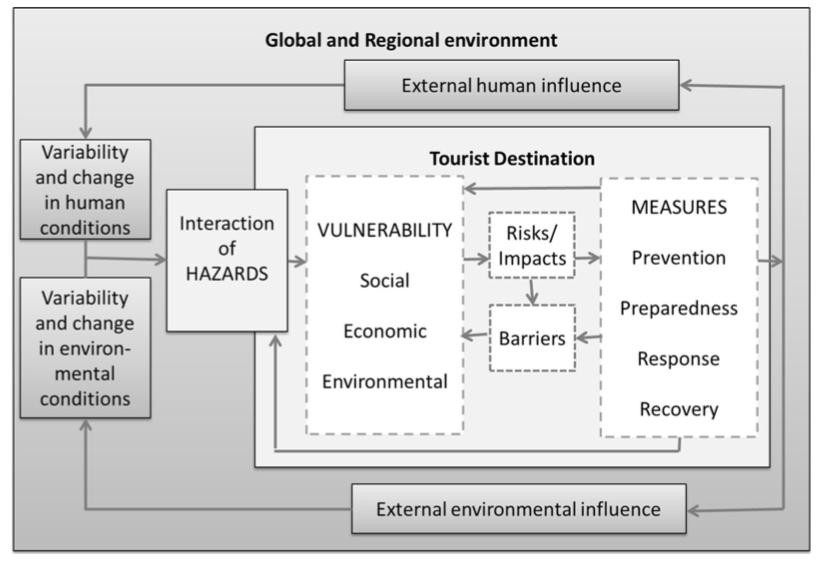 Global and Regional environment
External human influence
Variability
and change
in human
conditions
Tourist Destination
Interaction
of
HAZARDS
VULNERABILITY
Social
Economic
Environmental
Risks/
Impacts
Barriers
MEASURES
Prevention
Preparedness
Response
Recovery
Variability
and change
in environ-
mental
conditions
External environmental influence